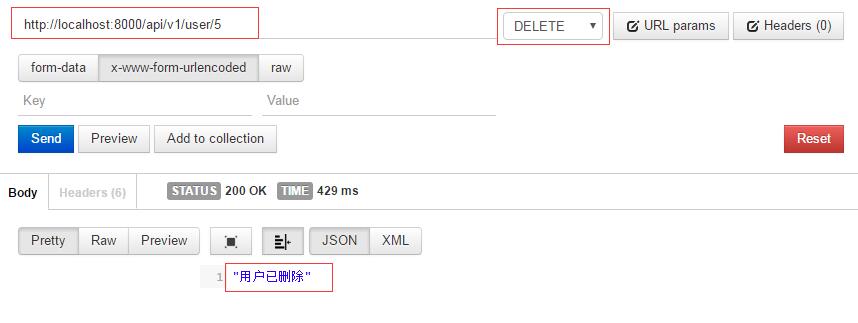 http://localhost:8000/api/v1/user/5 DELETE URL params Headers (0)
form-data x-www-form-urlencoded raw
Key Value
Send Preview Add to collection Reset
Body Headers (6) STATUS 200 OK TIME 429 ms
Pretty Raw Preview JSON XML
1 "用户已删除"